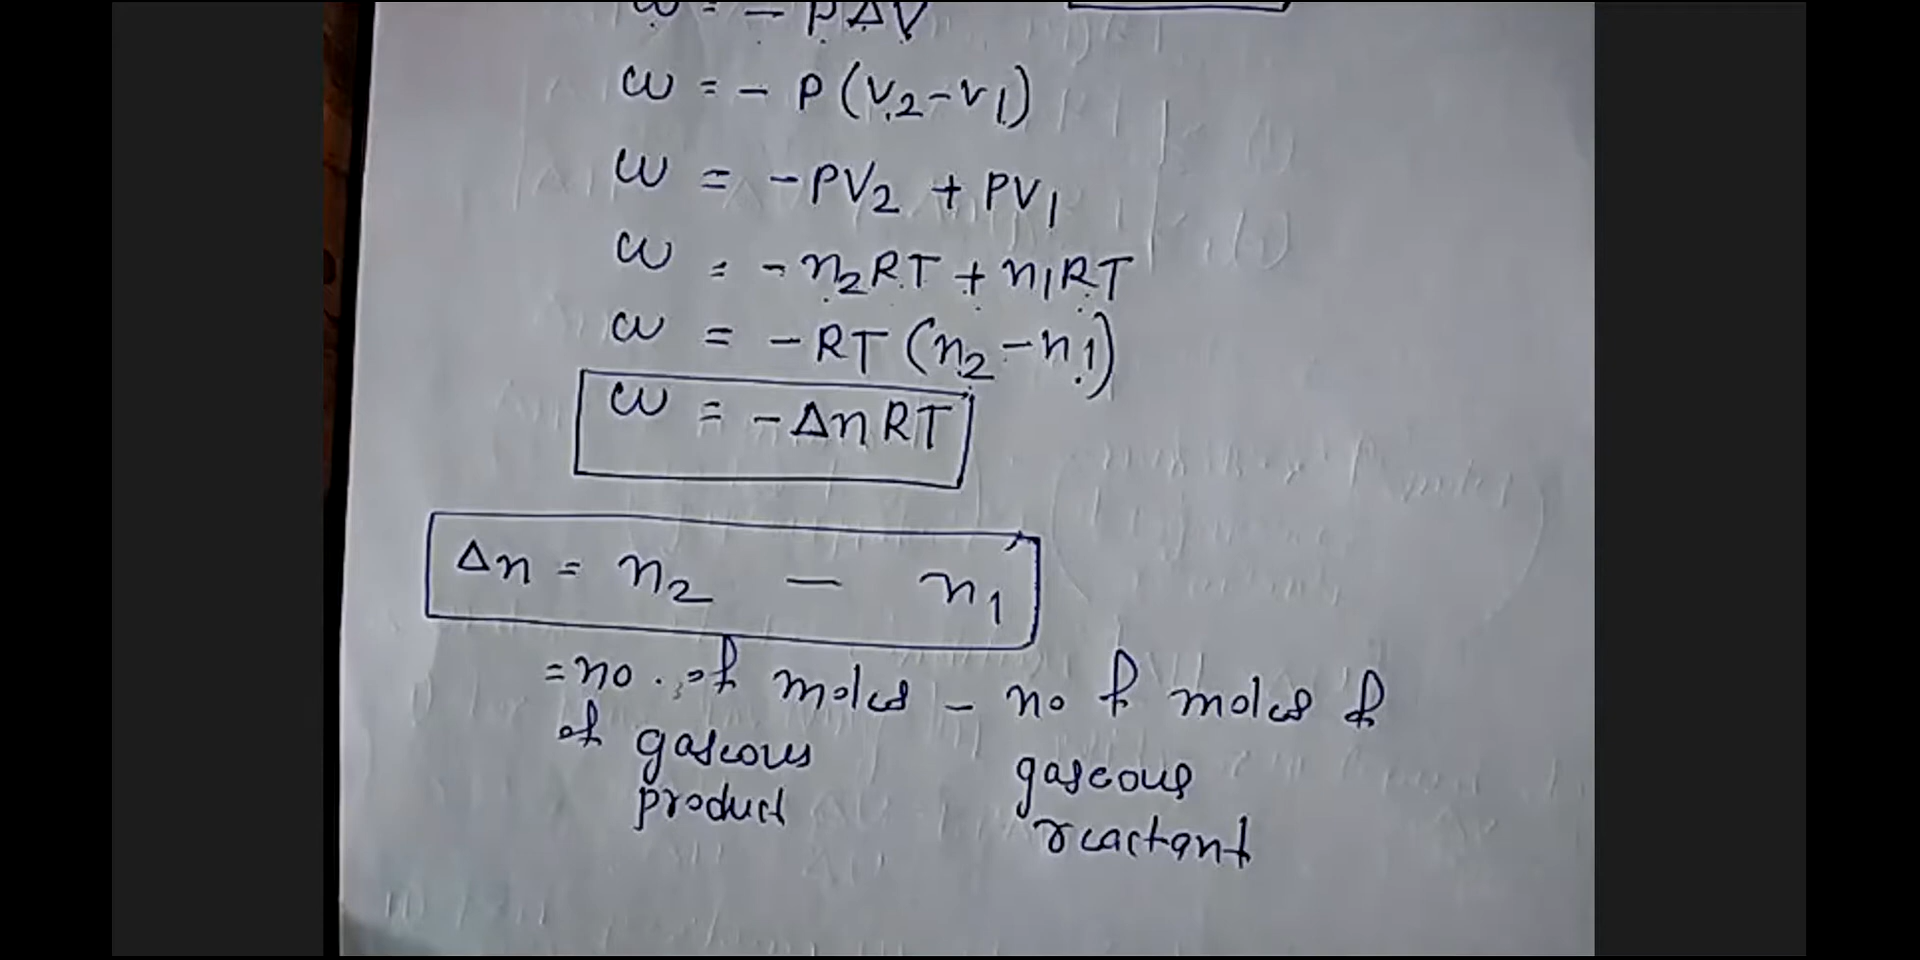 w = - PΔV
w = - P(V2-V1)
w = -PV2 + PV1
w = -n2RT + n1RT
w = -RT(n2-n1)
w = -ΔnRT
Δn = n2 - n1
=no. of moles - no of moles of
of gaseous gaseous
product reactant